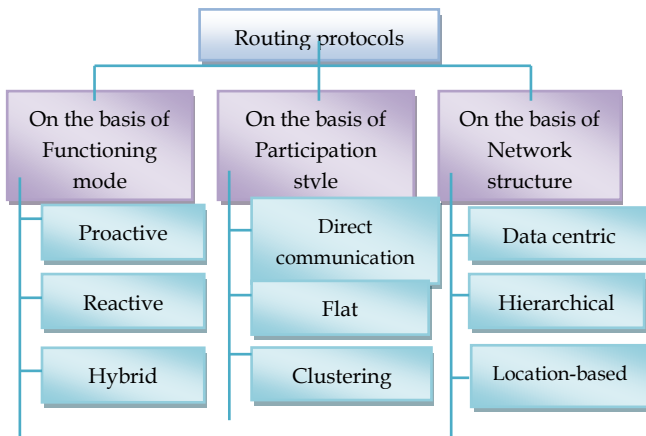 Routing protocols
On the basis of
Functioning
mode
Proactive
Reactive
Hybrid
On the basis of
Participation
style
Direct
communication
Flat
Clustering
On the basis of
Network
structure
Data centric
Hierarchical
Location-based